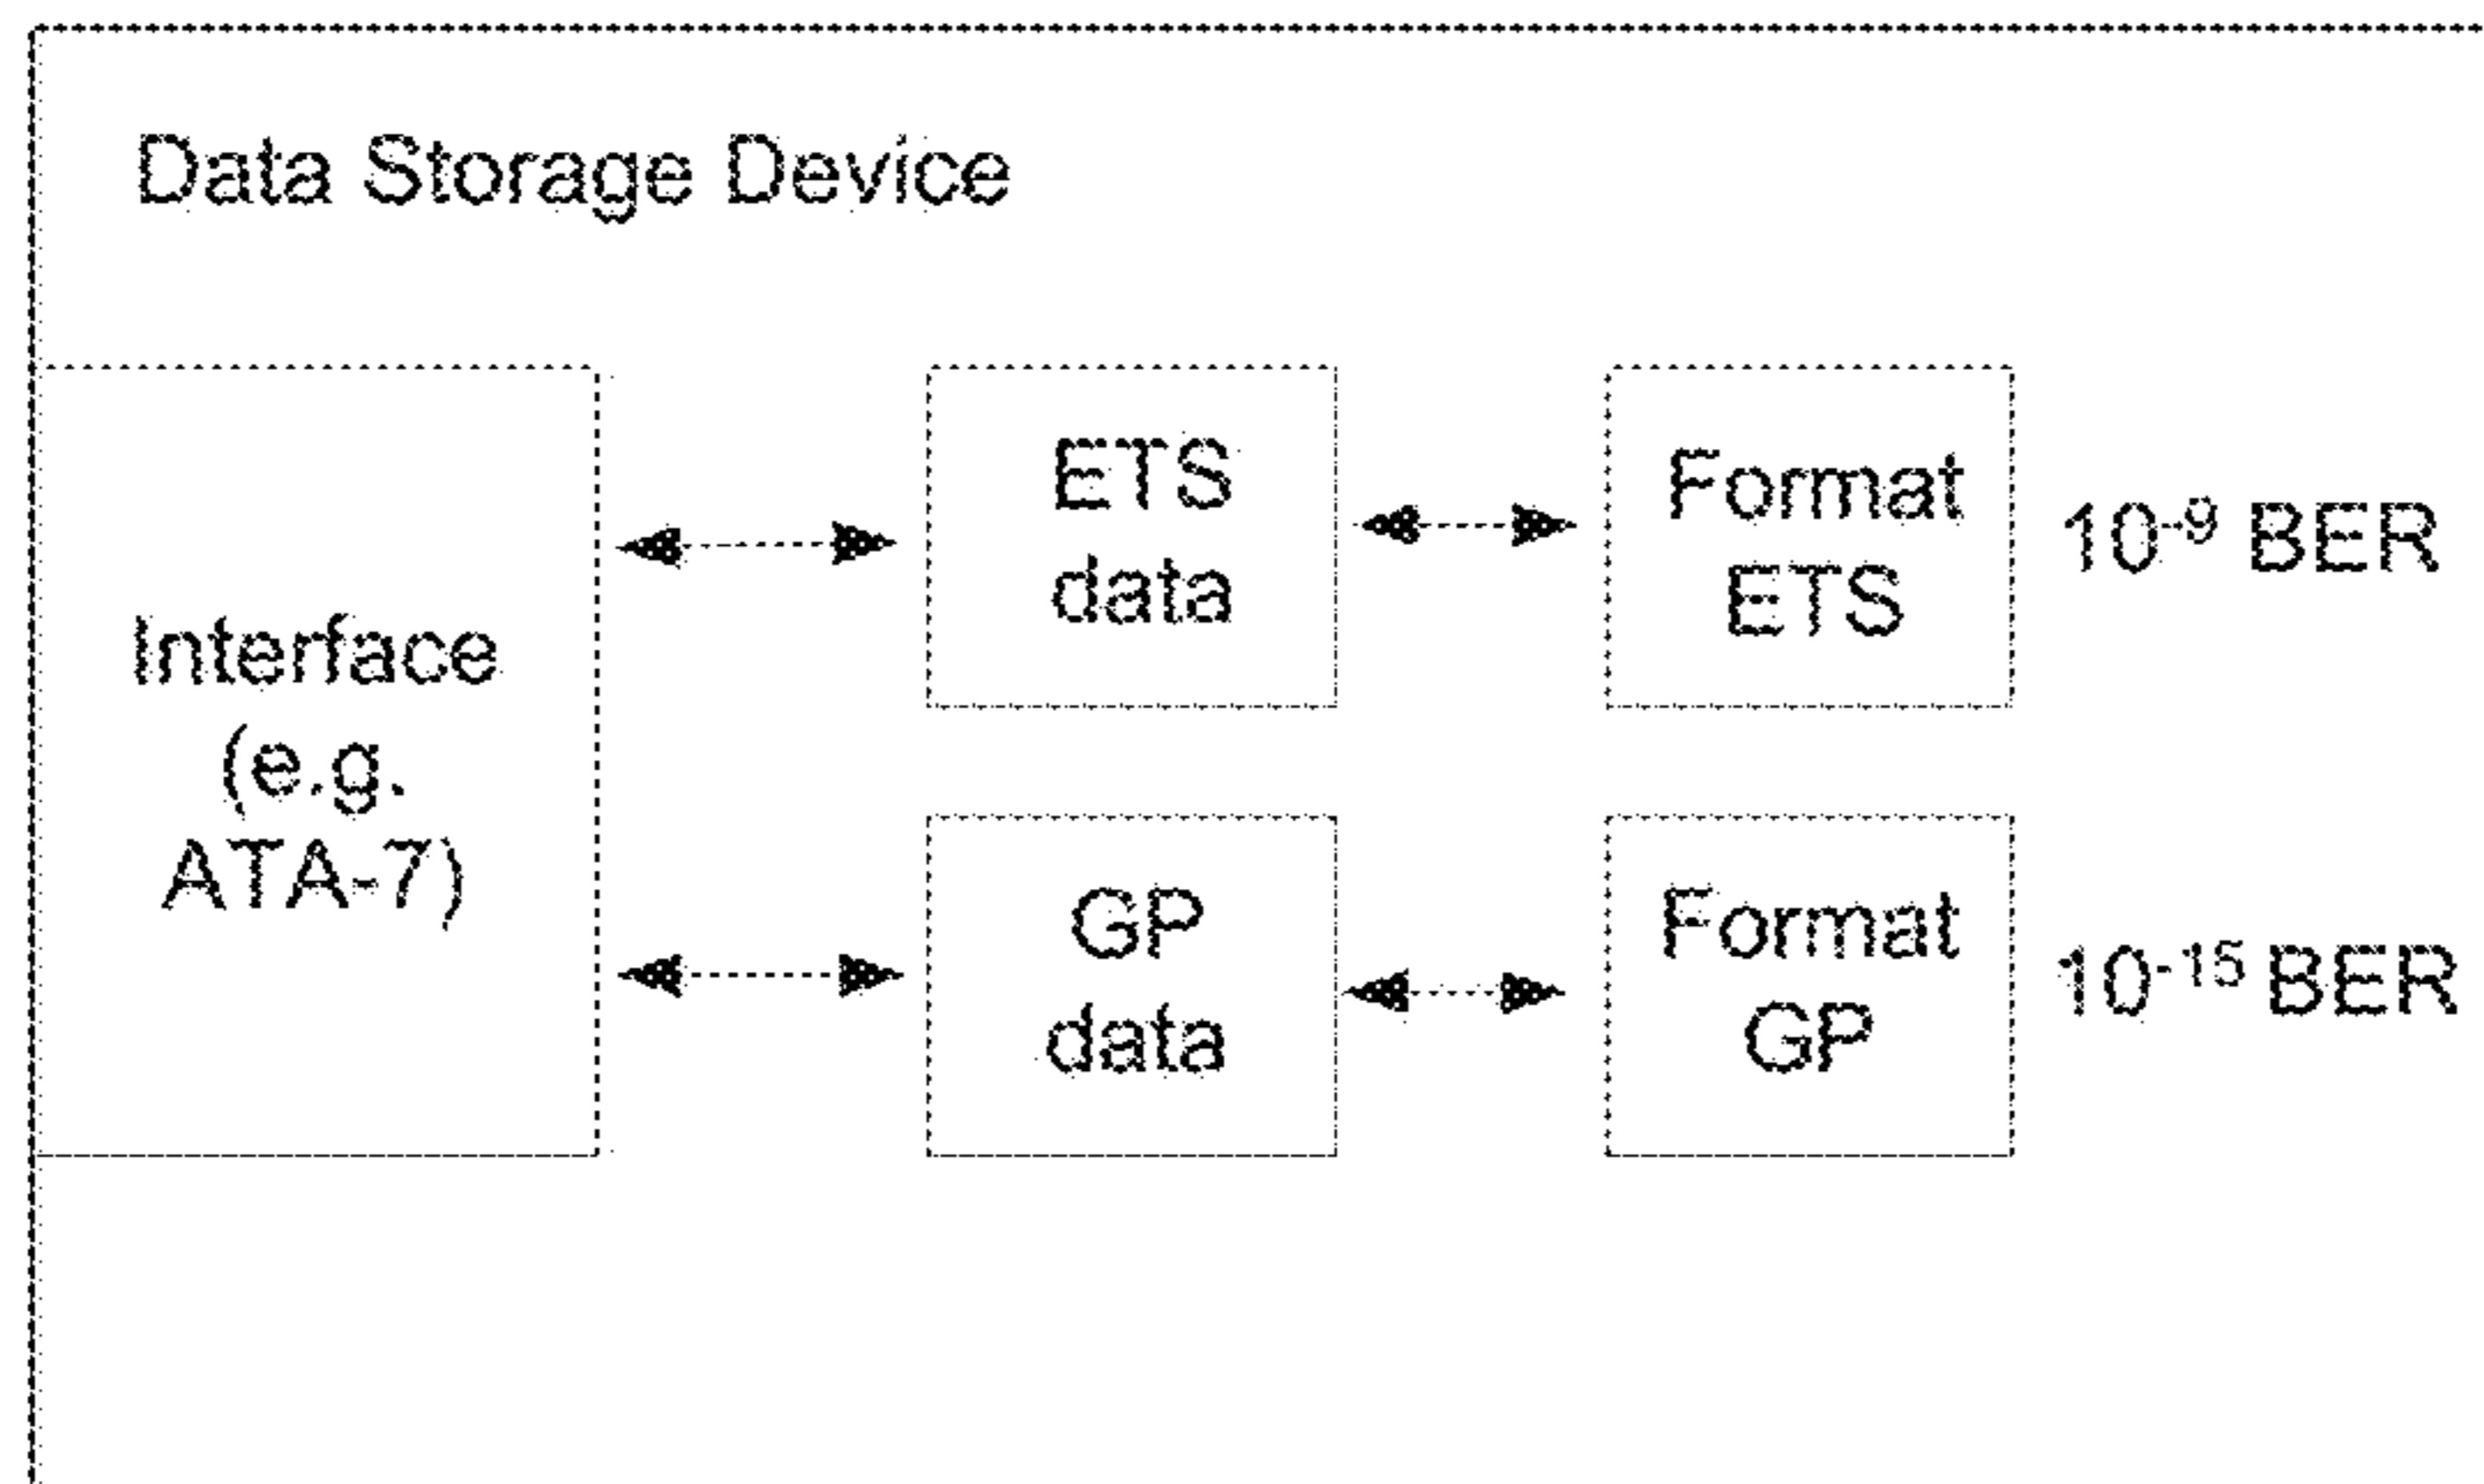 Data Storage Device
Interface
(e.g.
ATA-7)
ETS
data
Format
ETS
10⁻⁹ BER
GP
data
Format
GP
10⁻¹⁵ BER